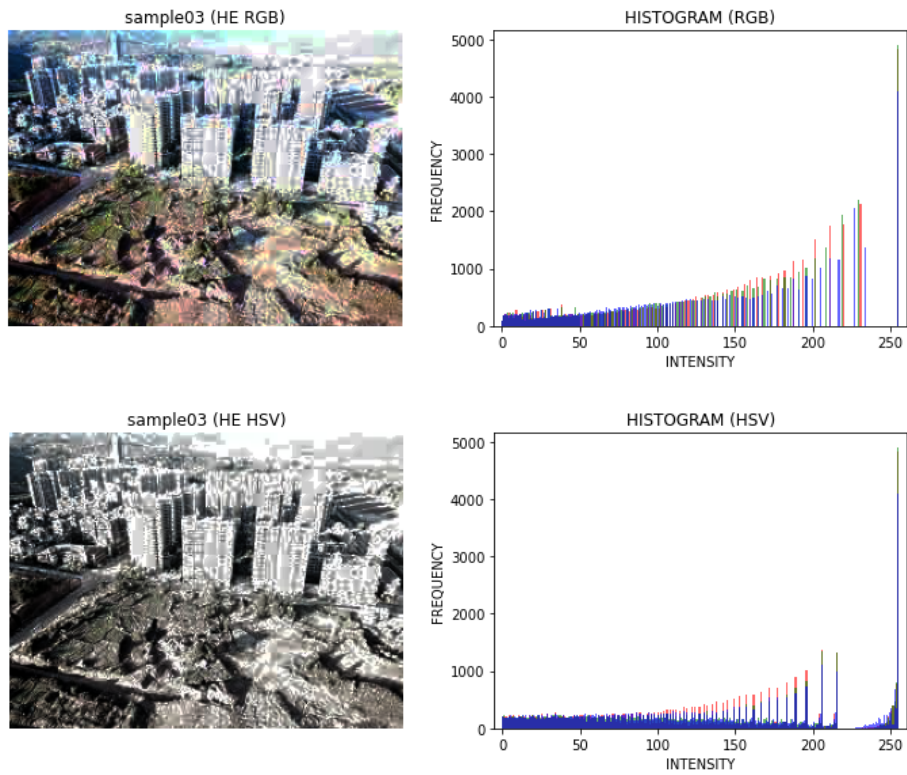 sample03 (HE RGB)
HISTOGRAM (RGB)
FREQUENCY
5000
4000
3000
2000
1000
0
0 50 100 150 200 250
INTENSITY
sample03 (HE HSV)
HISTOGRAM (HSV)
FREQUENCY
5000
4000
3000
2000
1000
0
0 50 100 150 200 250
INTENSITY